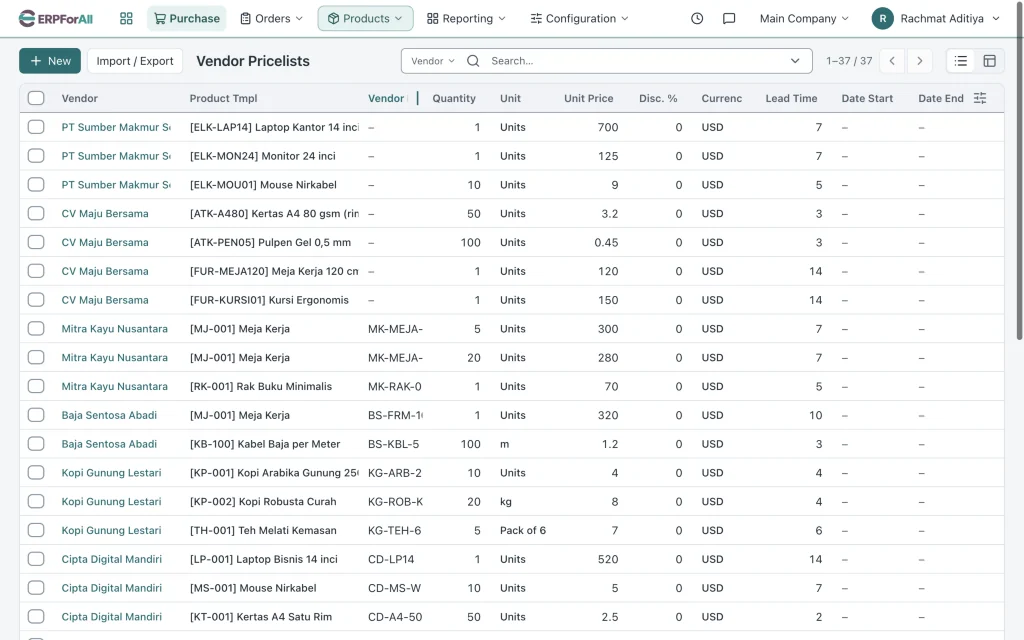 ERPForAll Purchase Orders Products Reporting Configuration Main Company R Rachmat Aditiya
New Import / Export Vendor Pricelists Vendor Search... 1–37 / 37
Vendor Product Tmpl Vendor Quantity Unit Unit Price Disc. % Currenc Lead Time Date Start Date End
PT Sumber Makmur S [ELK-LAP14] Laptop Kantor 14 inci – 1 Units 700 0 USD 7 – –
PT Sumber Makmur S [ELK-MON24] Monitor 24 inci – 1 Units 125 0 USD 7 – –
PT Sumber Makmur S [ELK-MOU01] Mouse Nirkabel – 10 Units 9 0 USD 5 – –
CV Maju Bersama [ATK-A480] Kertas A4 80 gsm (rin – 50 Units 3.2 0 USD 3 – –
CV Maju Bersama [ATK-PEN05] Pulpen Gel 0,5 mm – 100 Units 0.45 0 USD 3 – –
CV Maju Bersama [FUR-MEJA120] Meja Kerja 120 cm – 1 Units 120 0 USD 14 – –
CV Maju Bersama [FUR-KURSI01] Kursi Ergonomis – 1 Units 150 0 USD 14 – –
Mitra Kayu Nusantara [MJ-001] Meja Kerja MK-MEJA- 5 Units 300 0 USD 7 – –
Mitra Kayu Nusantara [MJ-001] Meja Kerja MK-MEJA- 20 Units 280 0 USD 7 – –
Mitra Kayu Nusantara [RK-001] Rak Buku Minimalis MK-RAK-0 1 Units 70 0 USD 5 – –
Baja Sentosa Abadi [MJ-001] Meja Kerja BS-FRM-1 1 Units 320 0 USD 10 – –
Baja Sentosa Abadi [KB-100] Kabel Baja per Meter BS-KBL-5 100 m 1.2 0 USD 3 – –
Kopi Gunung Lestari [KP-001] Kopi Arabika Gunung 25 KG-ARB-2 10 Units 4 0 USD 4 – –
Kopi Gunung Lestari [KP-002] Kopi Robusta Curah KG-ROB-K 20 kg 8 0 USD 4 – –
Kopi Gunung Lestari [TH-001] Teh Melati Kemasan KG-TEH-6 5 Pack of 6 7 0 USD 6 – –
Cipta Digital Mandiri [LP-001] Laptop Bisnis 14 inci CD-LP14 1 Units 520 0 USD 14 – –
Cipta Digital Mandiri [MS-001] Mouse Nirkabel CD-MS-W 10 Units 5 0 USD 7 – –
Cipta Digital Mandiri [KT-001] Kertas A4 Satu Rim CD-A4-50 50 Units 2.5 0 USD 2 – –